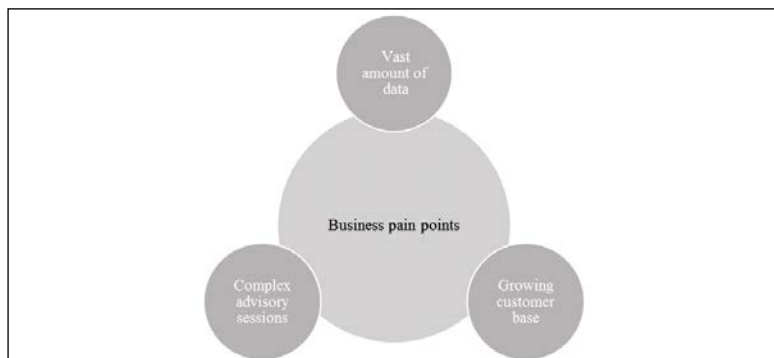 Vast
amount of
data
Business pain points
Complex
advisory
sessions
Growing
customer
base